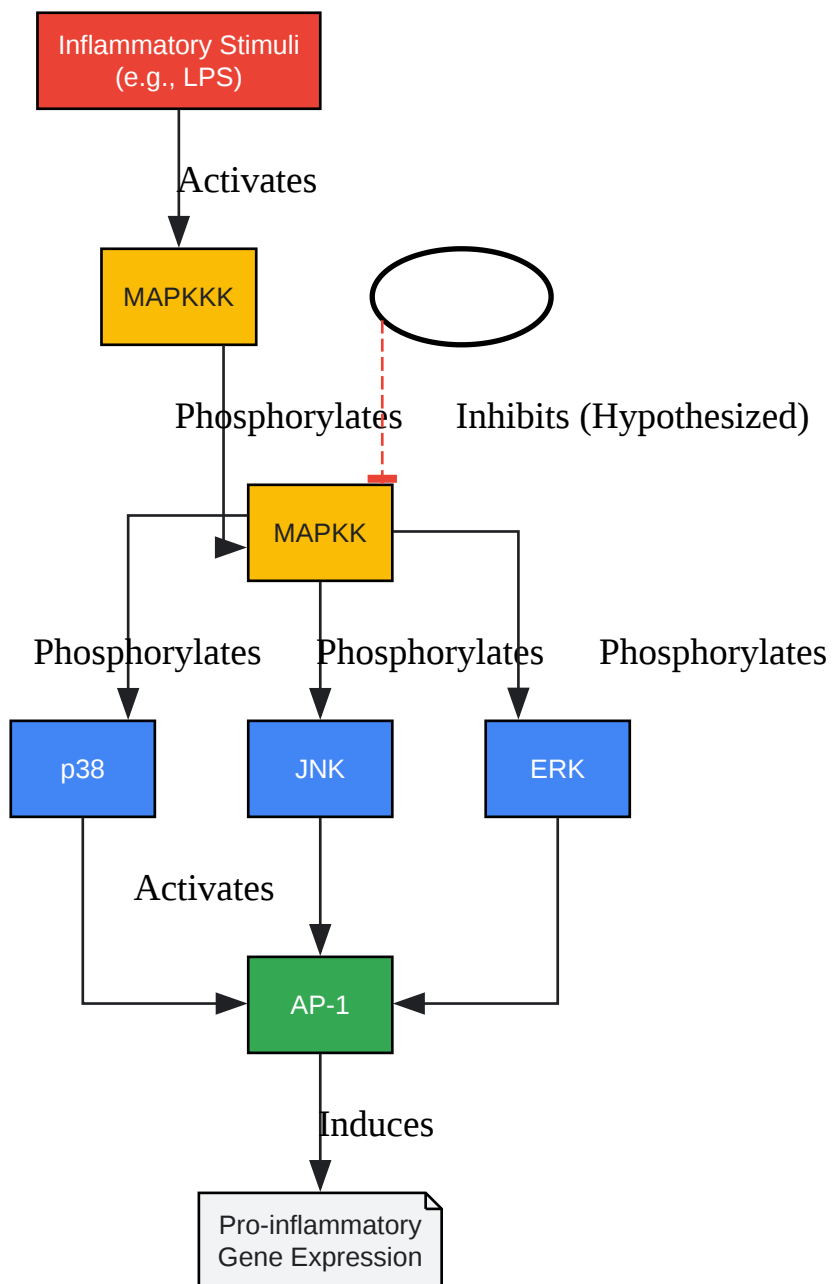 Inflammatory Stimuli
(e.g., LPS)
Activates
MAPKKK
Phosphorylates
Inhibits (Hypothesized)
MAPKK
Phosphorylates
Phosphorylates
Phosphorylates
p38
JNK
ERK
Activates
AP-1
Induces
Pro-inflammatory
Gene Expression